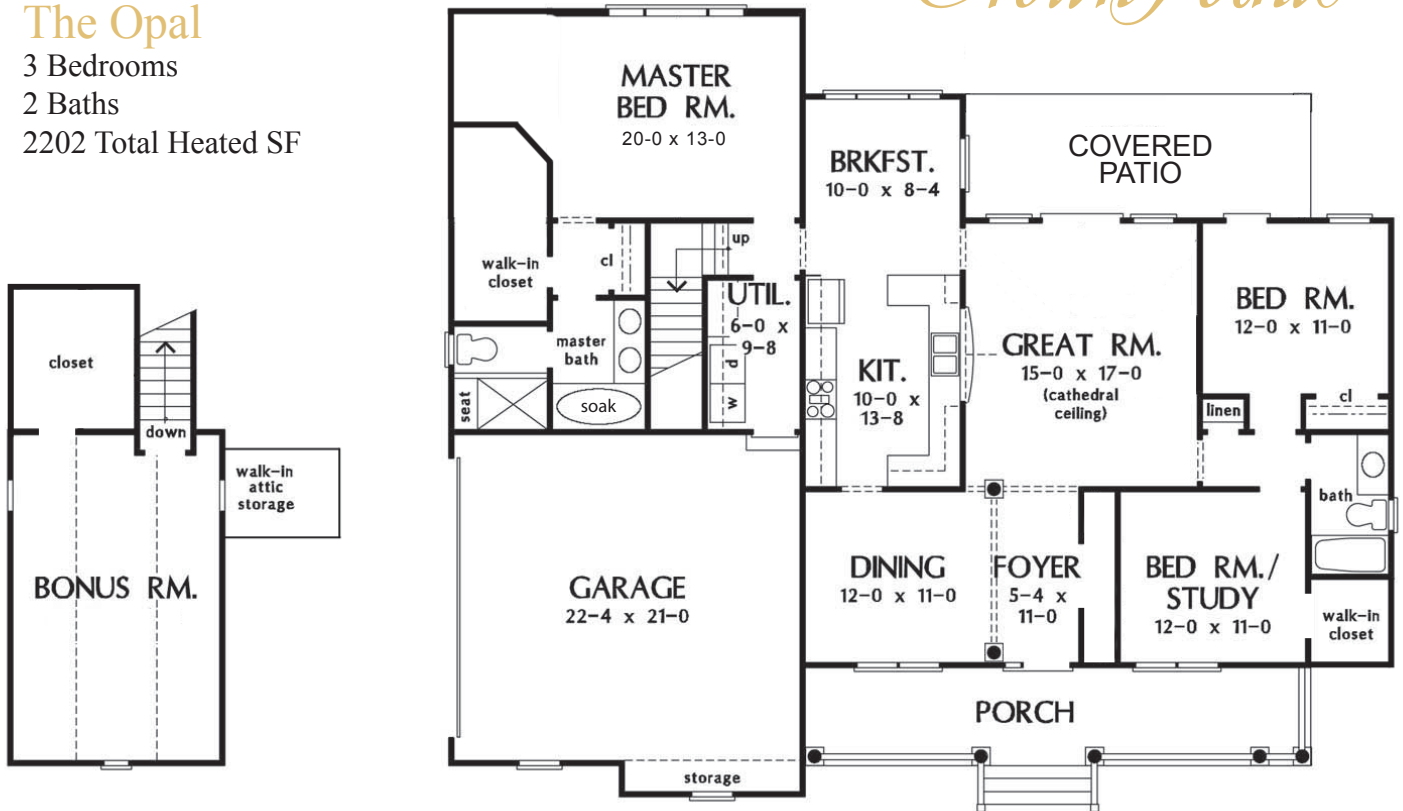 The Opal
3 Bedrooms
2 Baths
2202 Total Heated SF
MASTER
BED RM.
20-0 x 13-0
BRKFST.
10-0 x 8-4
COVERED
PATIO
walk-in
closet
cl
up
UTIL.
6-0 x
9-8
d
w
master
bath
seat
soak
KIT.
10-0 x
13-8
GREAT RM.
15-0 x 17-0
(cathedral
ceiling)
BED RM.
12-0 x 11-0
cl
linen
bath
closet
down
walk-in
attic
storage
BONUS RM.
GARAGE
22-4 x 21-0
storage
DINING
12-0 x 11-0
FOYER
5-4 x
11-0
BED RM./
STUDY
12-0 x 11-0
walk-in
closet
PORCH